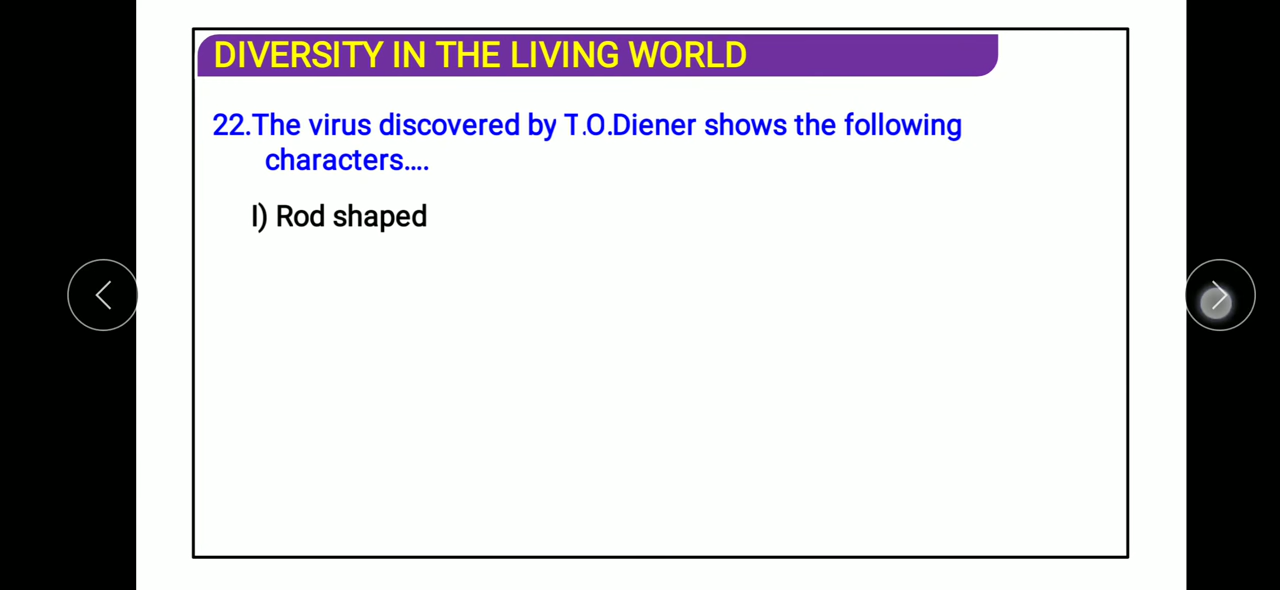 DIVERSITY IN THE LIVING WORLD
22.The virus discovered by T.O.Diener shows the following
characters....
I) Rod shaped